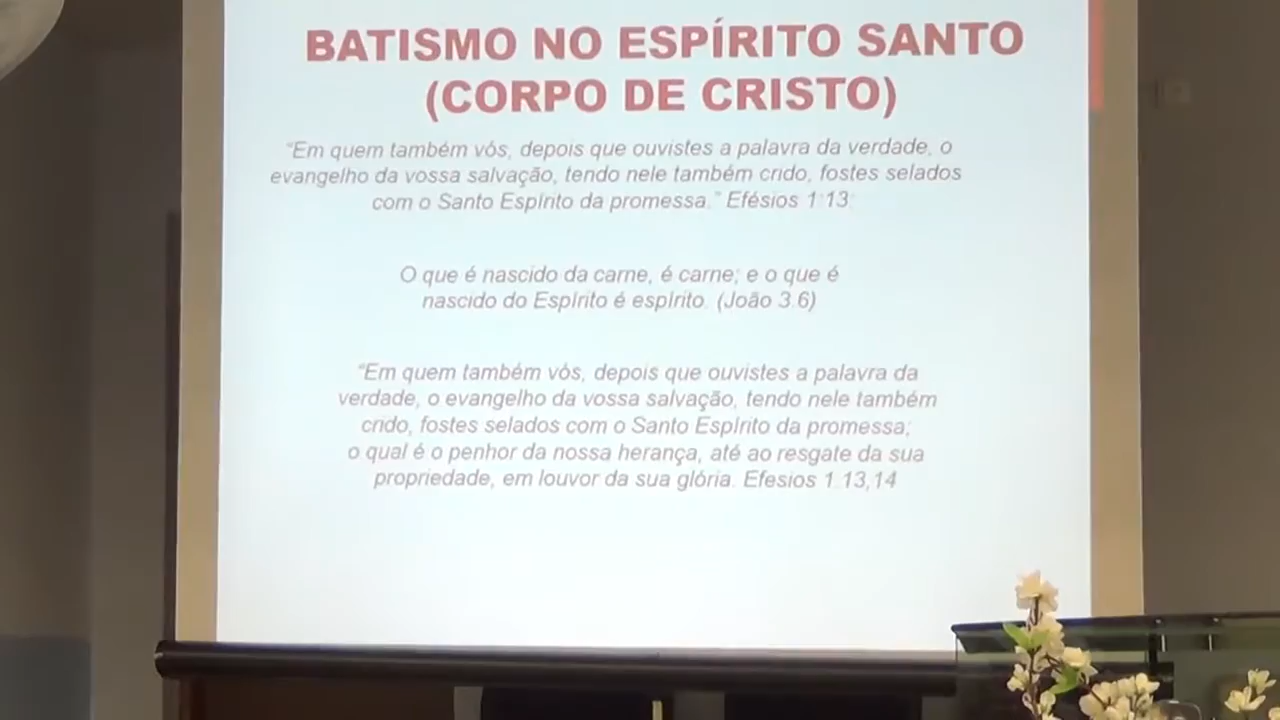 BATISMO NO ESPÍRITO SANTO
(CORPO DE CRISTO)
“Em quem também vós, depois que ouvistes a palavra da verdade, o
evangelho da vossa salvação, tendo nele também crido, fostes selados
com o Santo Espírito da promessa.” Efésios 1:13
O que é nascido da carne, é carne; e o que é
nascido do Espírito é espírito. (João 3.6)
“Em quem também vós, depois que ouvistes a palavra da
verdade, o evangelho da vossa salvação, tendo nele também
crido, fostes selados com o Santo Espírito da promessa;
o qual é o penhor da nossa herança, até ao resgate da sua
propriedade, em louvor da sua glória. Efesios 1.13,14